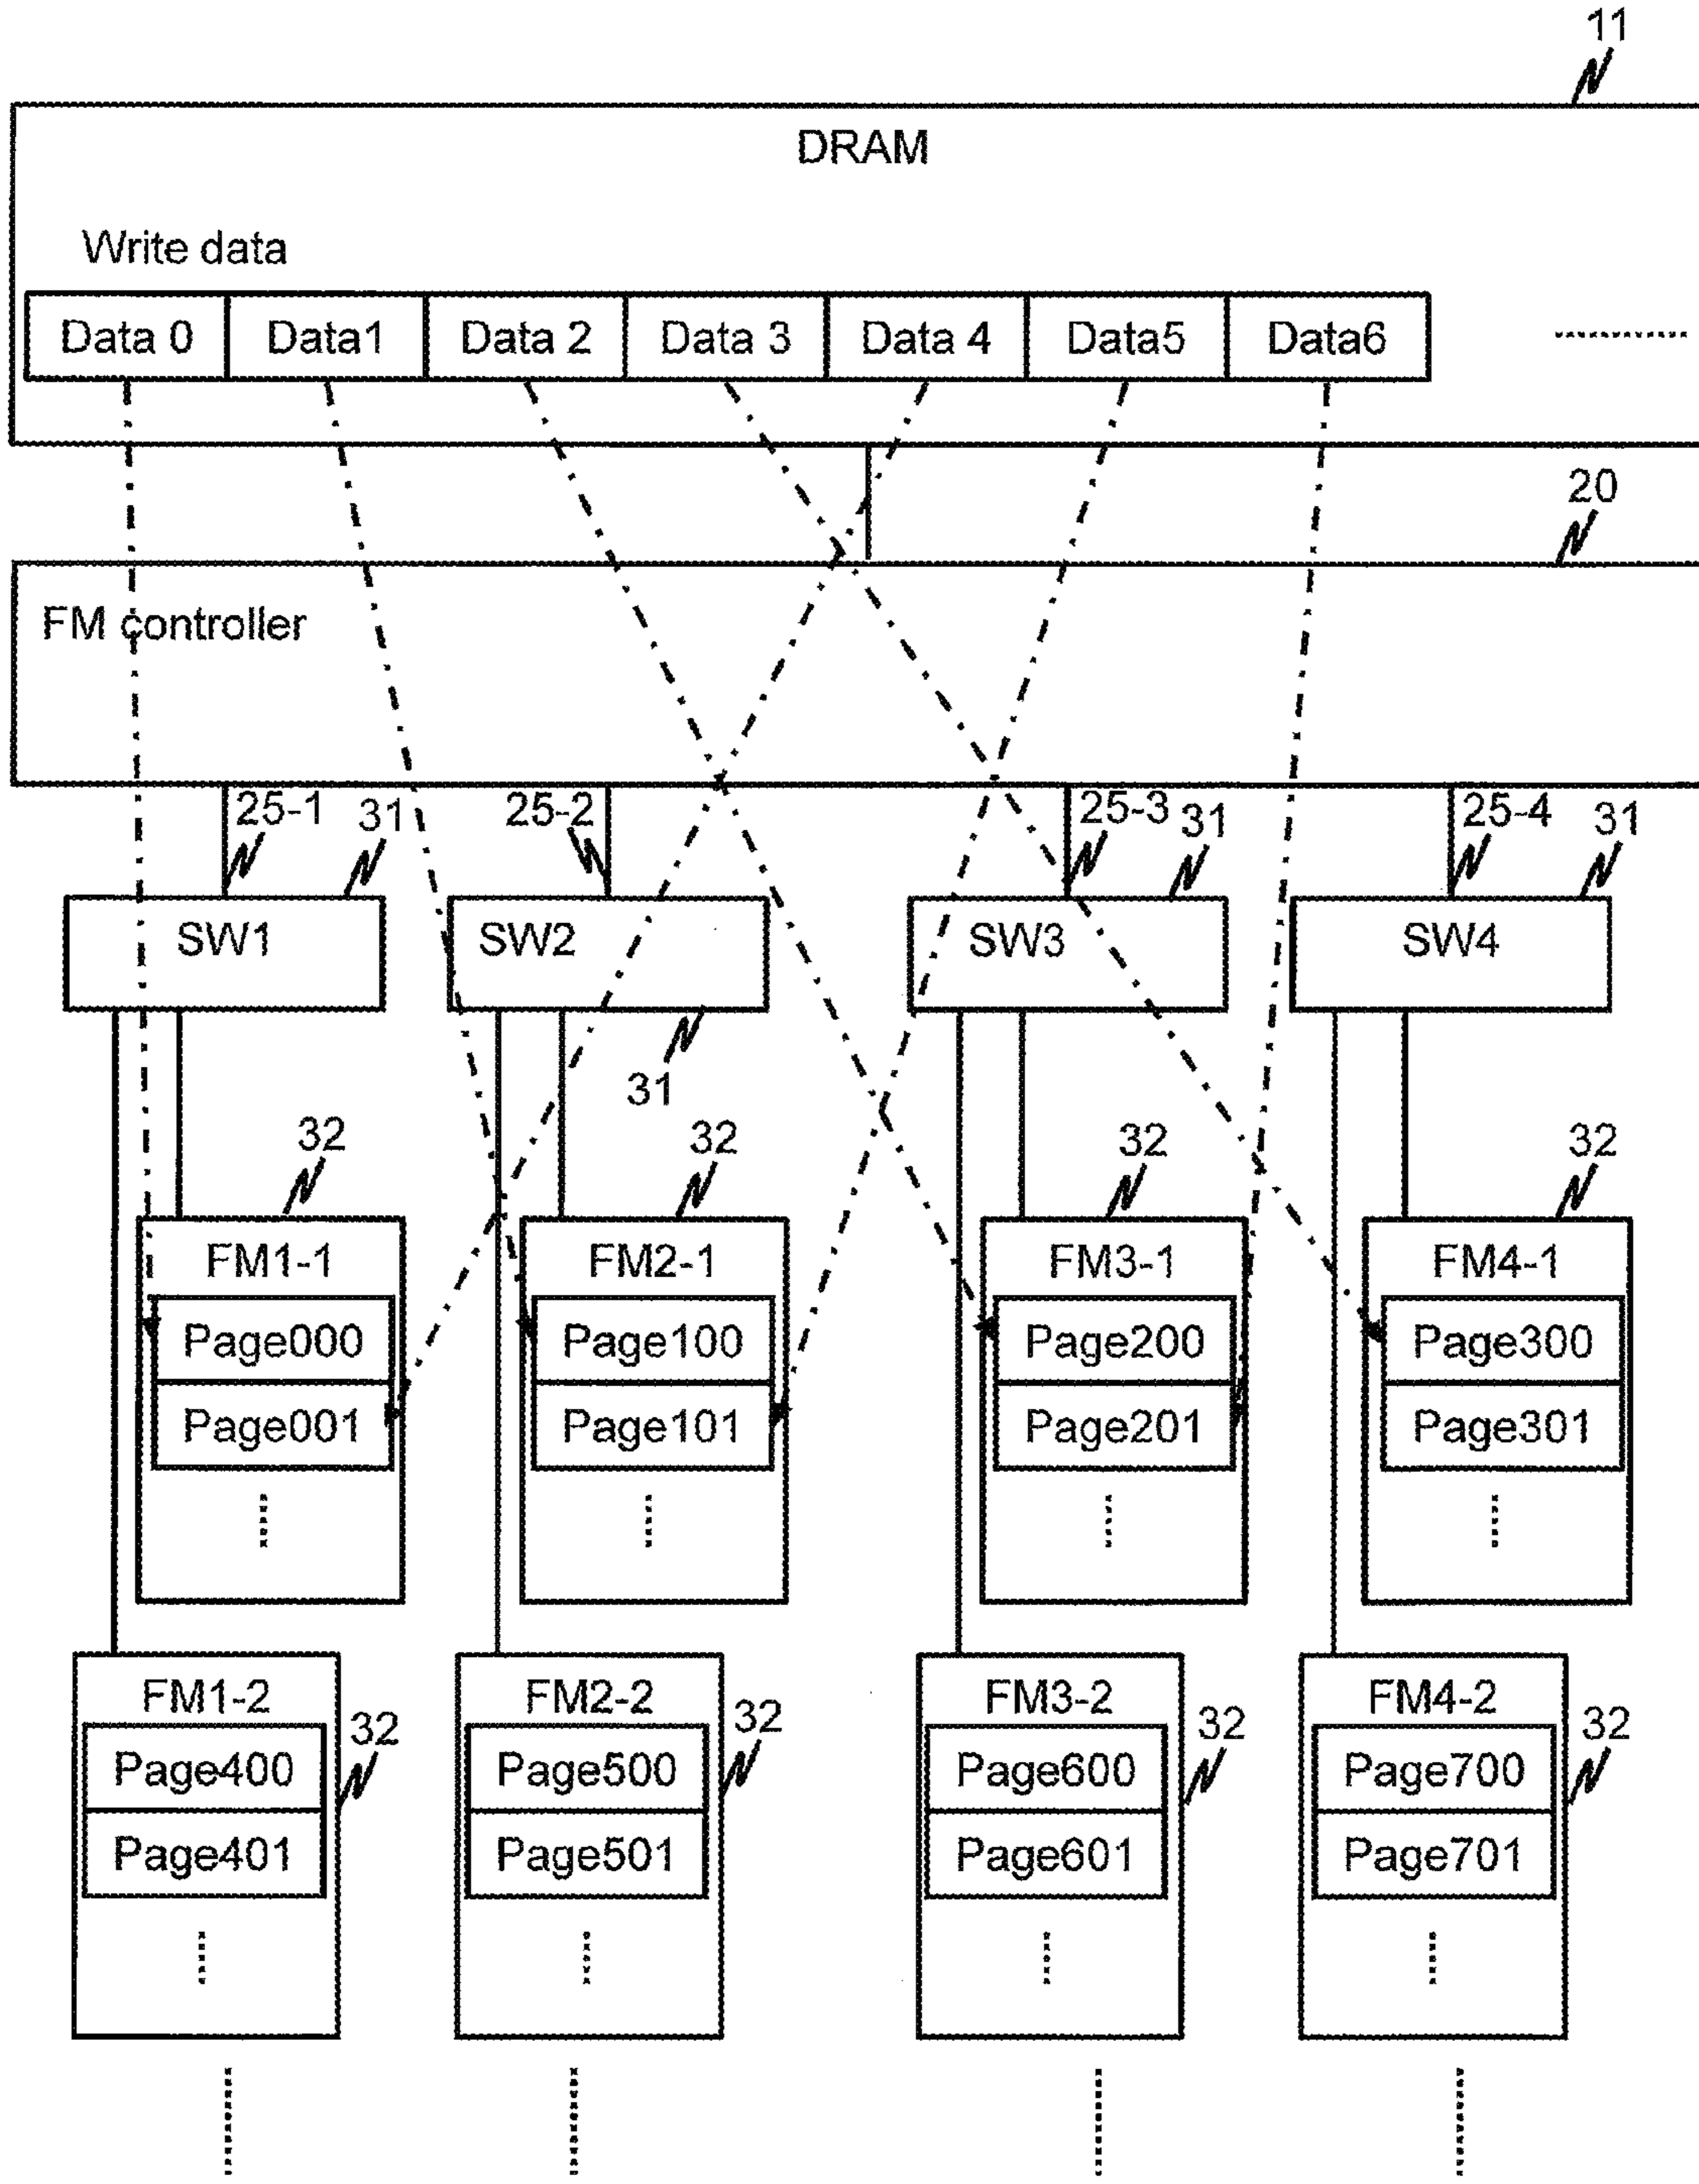 11
DRAM
Write data
Data 0 Data1 Data 2 Data 3 Data 4 Data5 Data6
20
FM controller
25-1 31 25-2 25-3 31 25-4 31
SW1 SW2 SW3 SW4
31
32 32 32 32
FM1-1 FM2-1 FM3-1 FM4-1
Page000 Page100 Page200 Page300
Page001 Page101 Page201 Page301
FM1-2 FM2-2 FM3-2 FM4-2
32 32 32 32
Page400 Page500 Page600 Page700
Page401 Page501 Page601 Page701